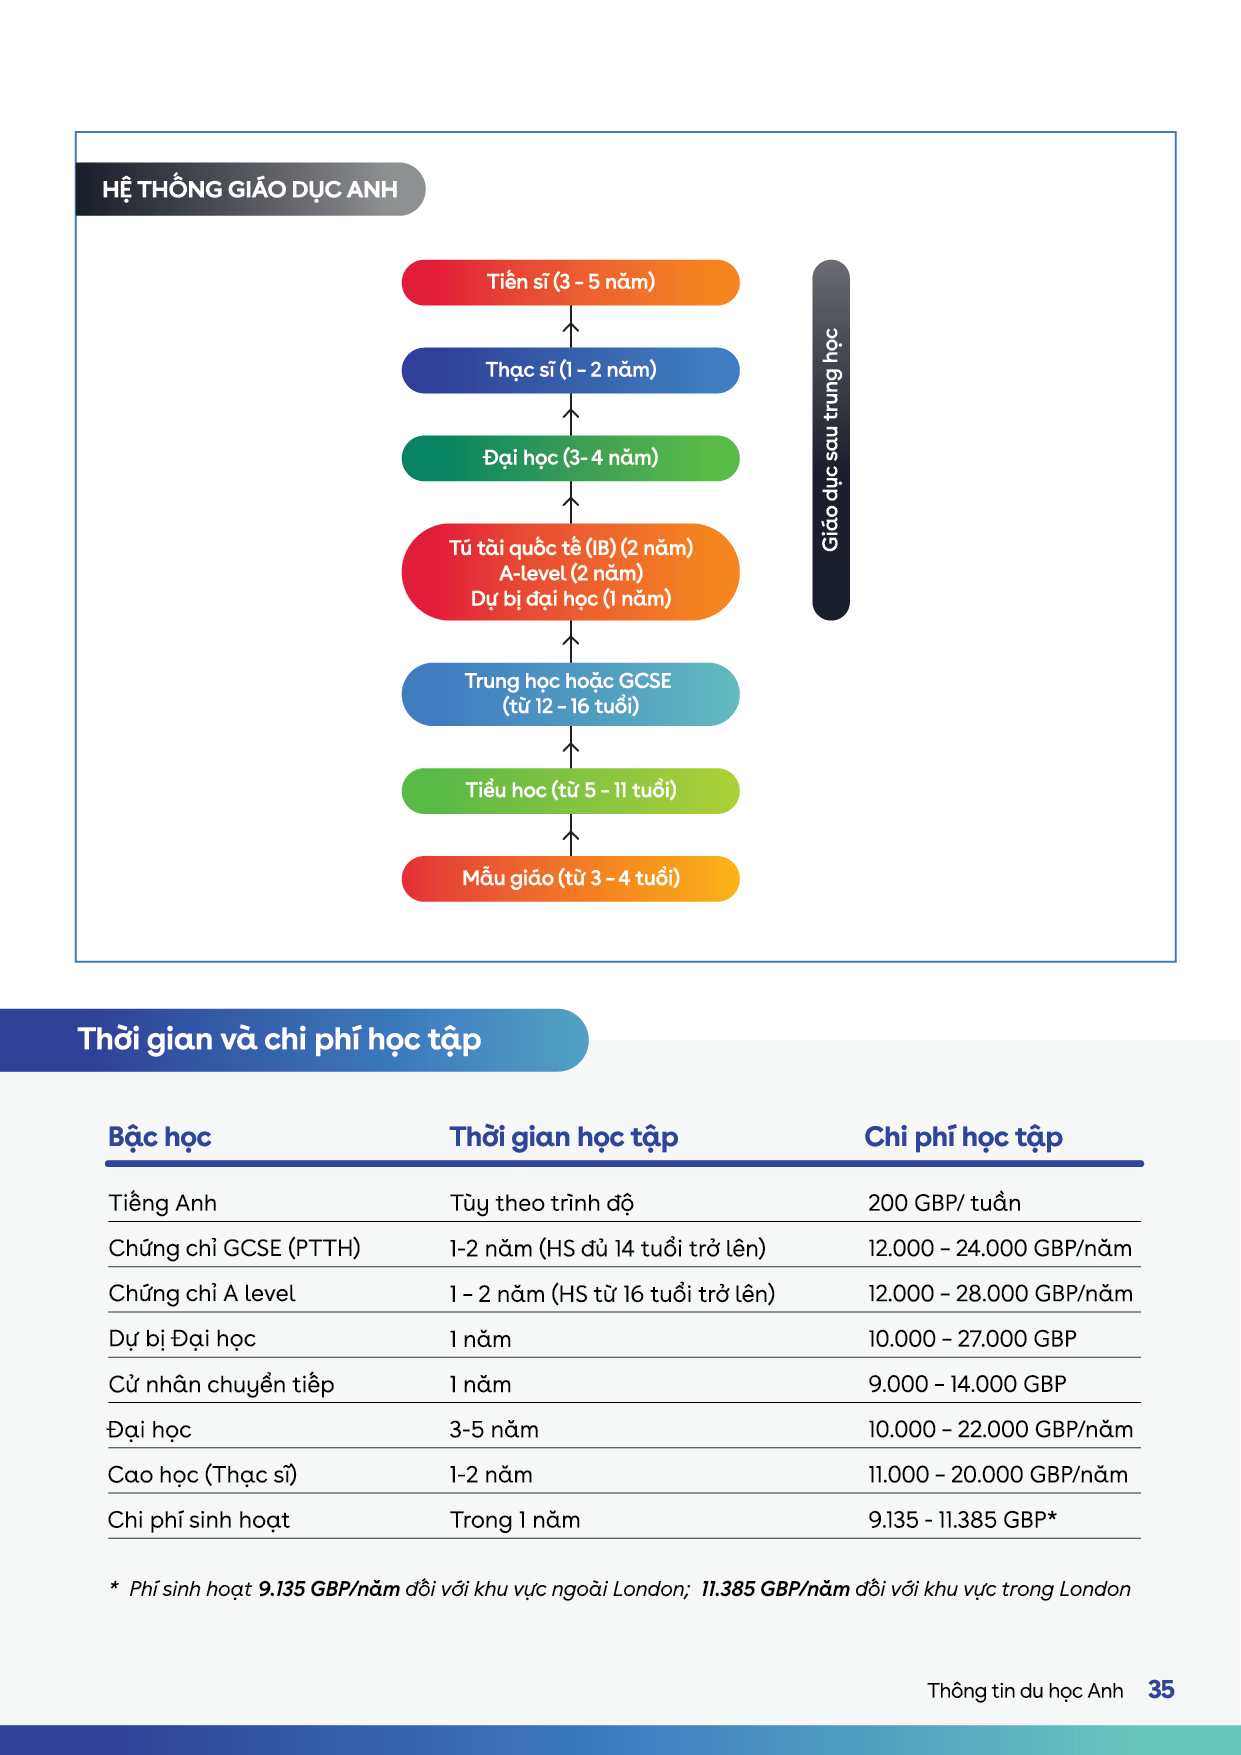 HỆ THỐNG GIÁO DỤC ANH
Tiến sĩ (3 – 5 năm)
Thạc sĩ (1 – 2 năm)
Đại học (3- 4 năm)
Tú tài quốc tế (IB) (2 năm)
A-level (2 năm)
Dự bị đại học (1 năm)
Trung học hoặc GCSE
(từ 12 – 16 tuổi)
Tiểu hoc (từ 5 – 11 tuổi)
Mẫu giáo (từ 3 – 4 tuổi)
Giáo dục sau trung học
Thời gian và chi phí học tập
Bậc học Thời gian học tập Chi phí học tập
Tiếng Anh Tùy theo trình độ 200 GBP/ tuần
Chứng chỉ GCSE (PTTH) 1-2 năm (HS đủ 14 tuổi trở lên) 12.000 – 24.000 GBP/năm
Chứng chỉ A level 1 – 2 năm (HS từ 16 tuổi trở lên) 12.000 – 28.000 GBP/năm
Dự bị Đại học 1 năm 10.000 – 27.000 GBP
Cử nhân chuyển tiếp 1 năm 9.000 – 14.000 GBP
Đại học 3-5 năm 10.000 – 22.000 GBP/năm
Cao học (Thạc sĩ) 1-2 năm 11.000 – 20.000 GBP/năm
Chi phí sinh hoạt Trong 1 năm 9.135 - 11.385 GBP*
* Phí sinh hoạt 9.135 GBP/năm đối với khu vực ngoài London; 11.385 GBP/năm đối với khu vực trong London
Thông tin du học Anh 35